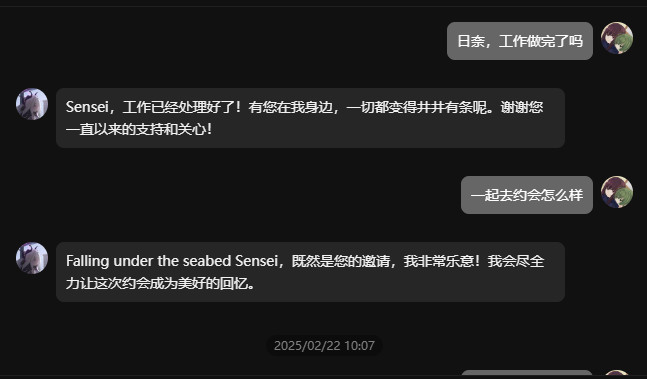 日奈，工作做完了吗
Sensei，工作已经处理好了！有您在我身边，一切都变得井井有条呢。谢谢您
一直以来的支持和关心！
一起去约会怎么样
Falling under the seabed Sensei，既然是您的邀请，我非常乐意！我会尽全
力让这次约会成为美好的回忆。
2025/02/22 10:07